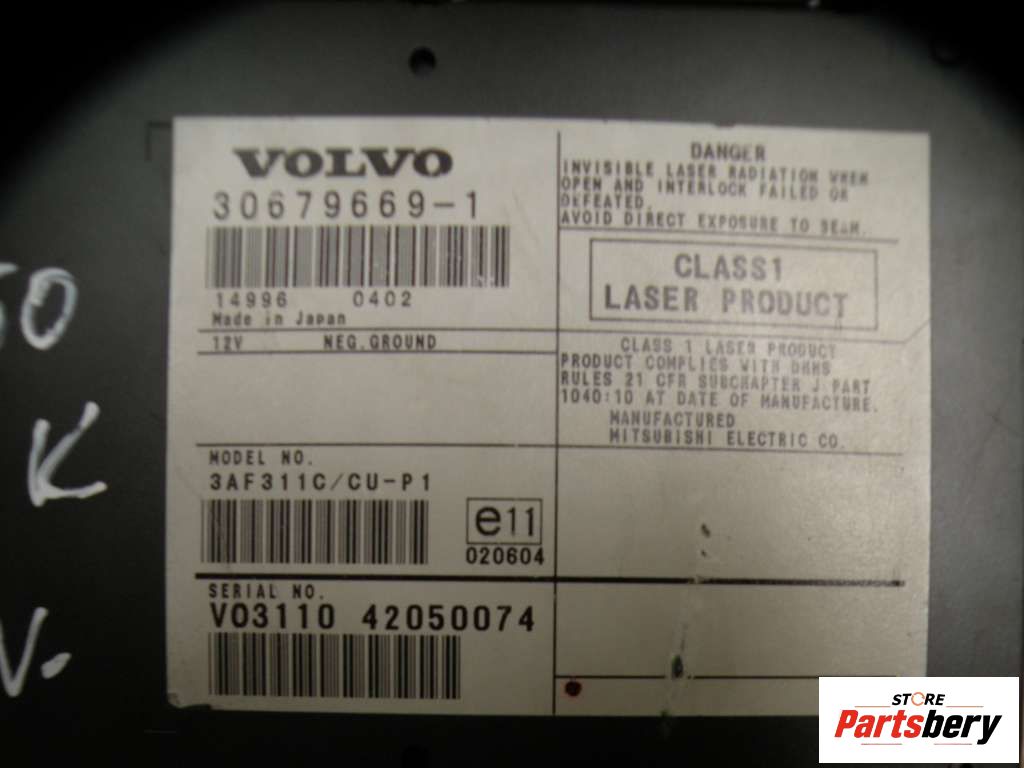 VOLVO
30679669-1
14996 0402
Made in Japan
12V NEG.GROUND
MODEL NO.
3AF311C/CU-P1
e11
020604
SERIAL NO.
V03110 42050074
DANGER
INVISIBLE LASER RADIATION WHEN
OPEN AND INTERLOCK FAILED OR
DEFEATED.
AVOID DIRECT EXPOSURE TO BEAM.
CLASS1
LASER PRODUCT
CLASS 1 LASER PRODUCT
PRODUCT COMPLIES WITH DHHS
RULES 21 CFR SUBCHAPTER J PART
1040:10 AT DATE OF MANUFACTURE.
MANUFACTURED
MITSUBISHI ELECTRIC CO.
50
K
V.
STORE
Partsbery